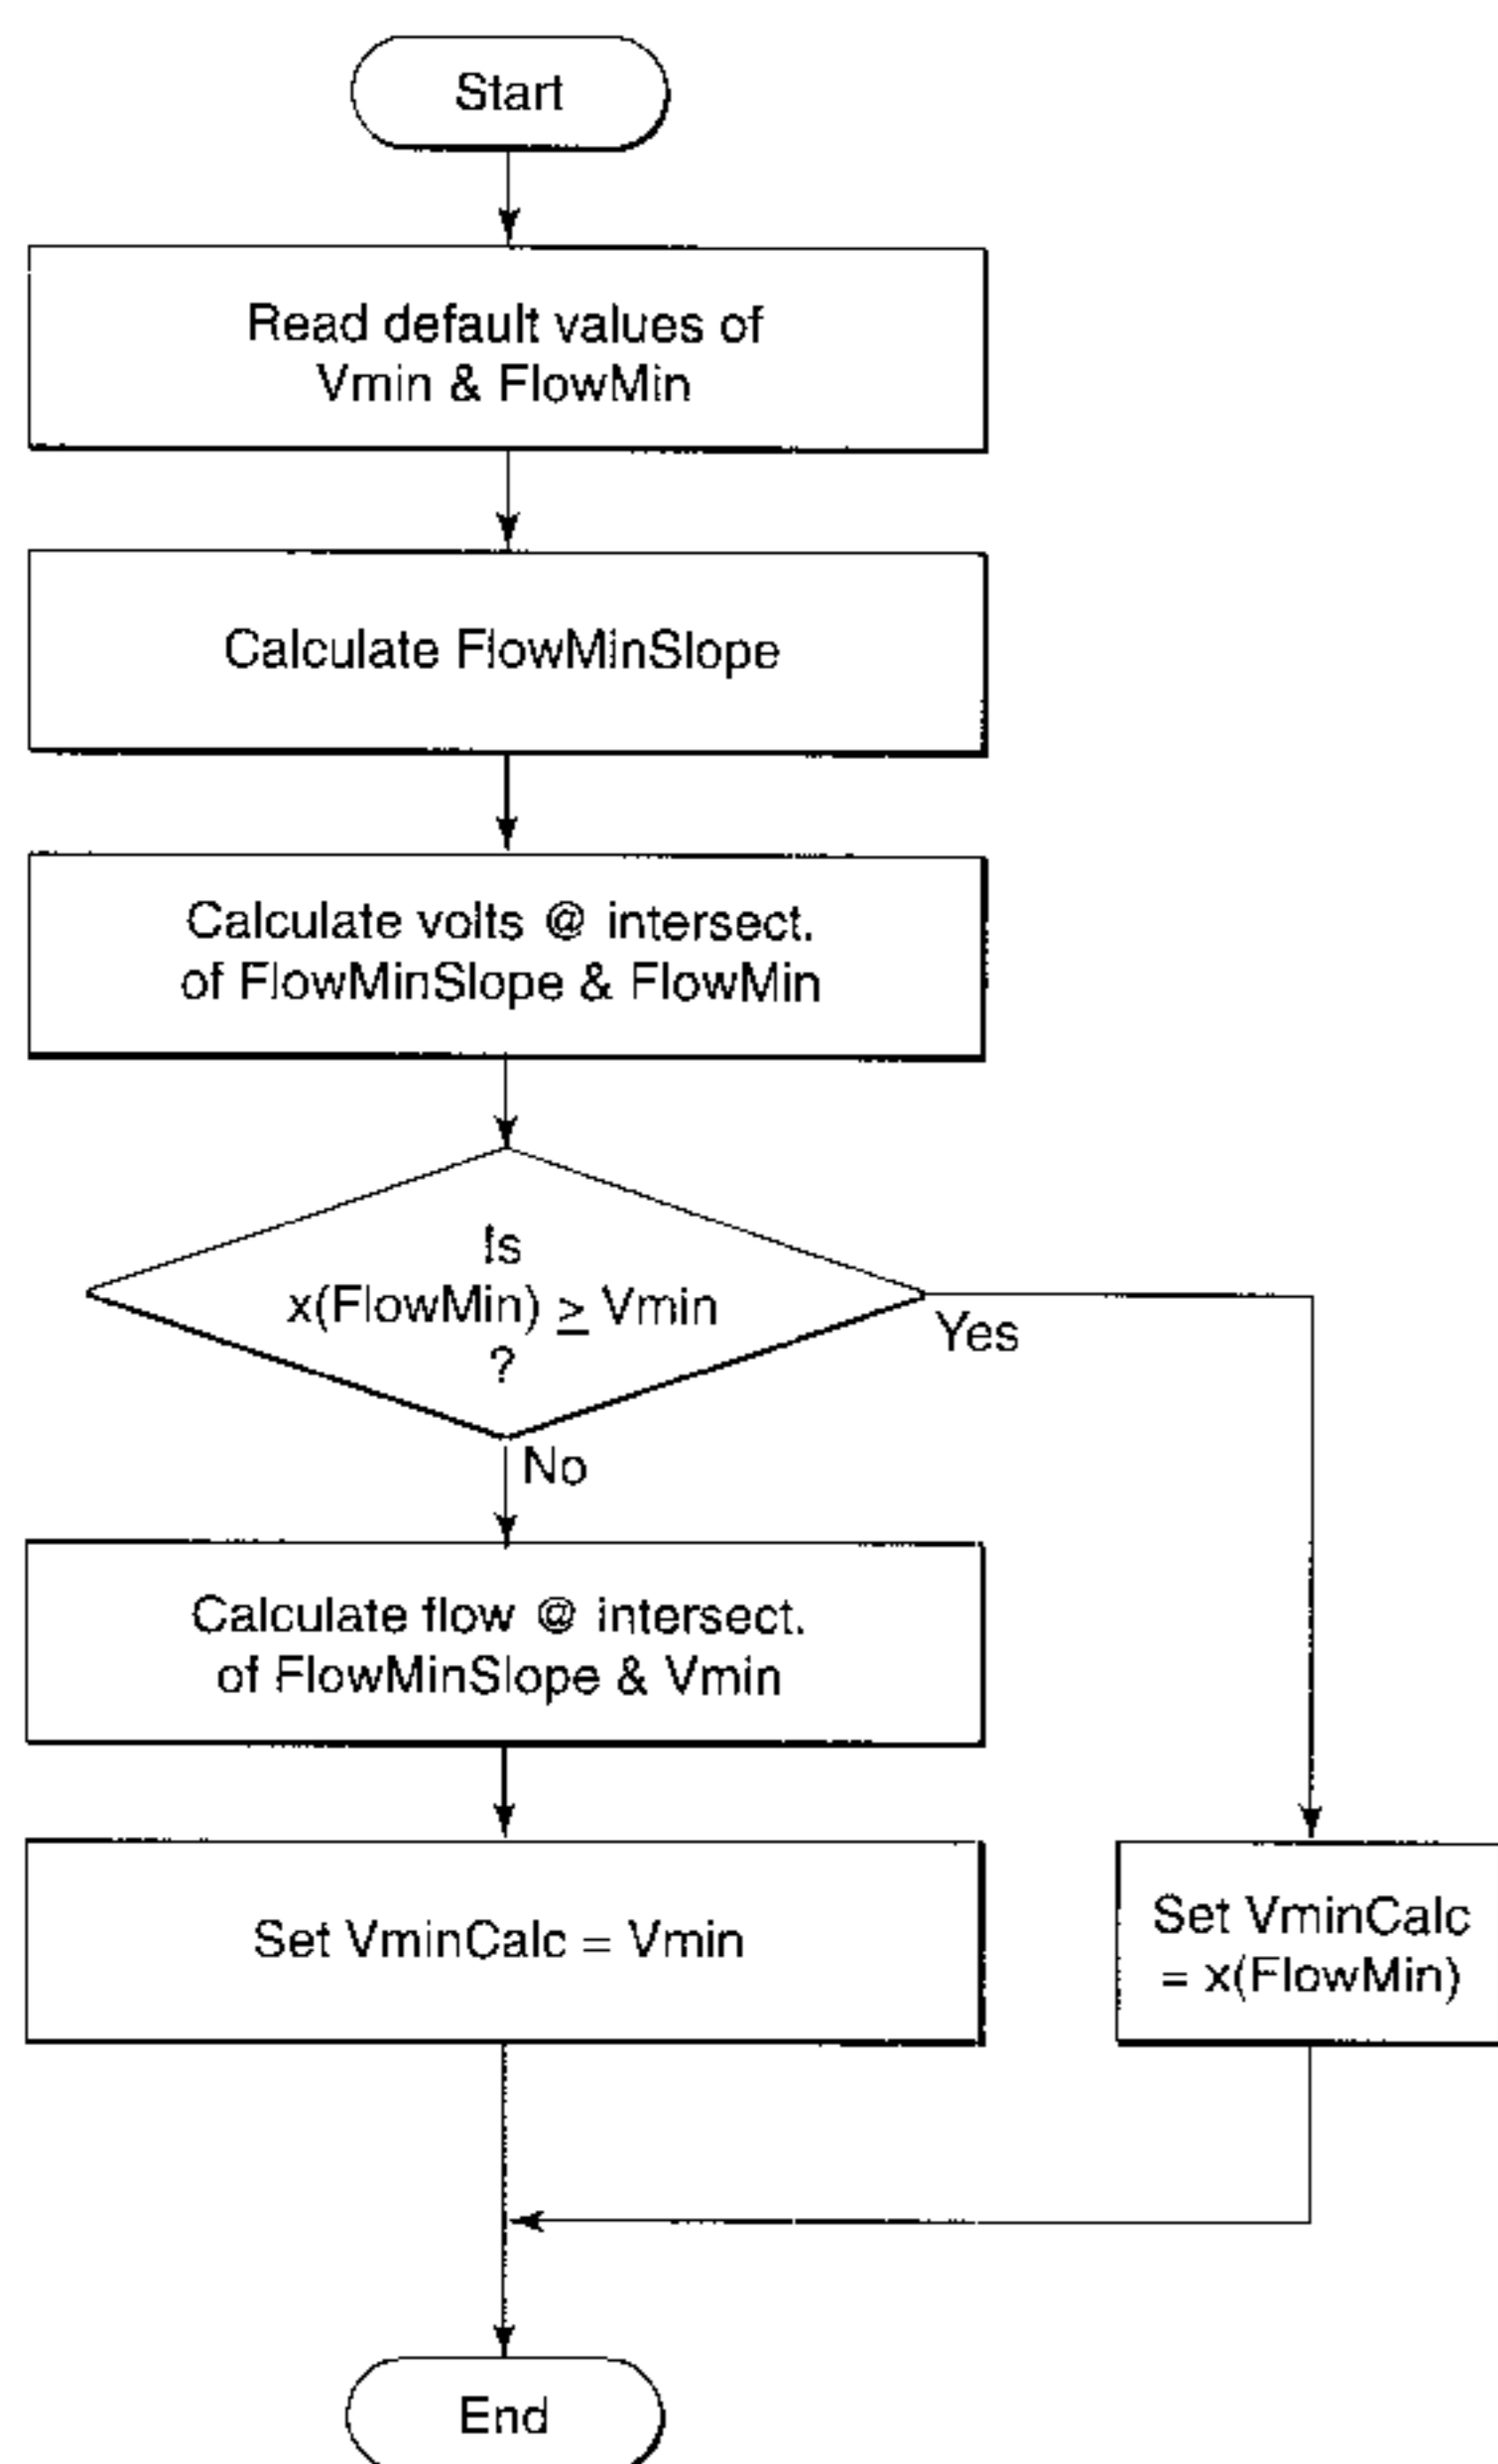 Start
Read default values of
Vmin & FlowMin
Calculate FlowMinSlope
Calculate volts @ intersect.
of FlowMinSlope & FlowMin
Is
x(FlowMin) ≥ Vmin
?
Yes
No
Calculate flow @ intersect.
of FlowMinSlope & Vmin
Set VminCalc = Vmin
Set VminCalc
= x(FlowMin)
End